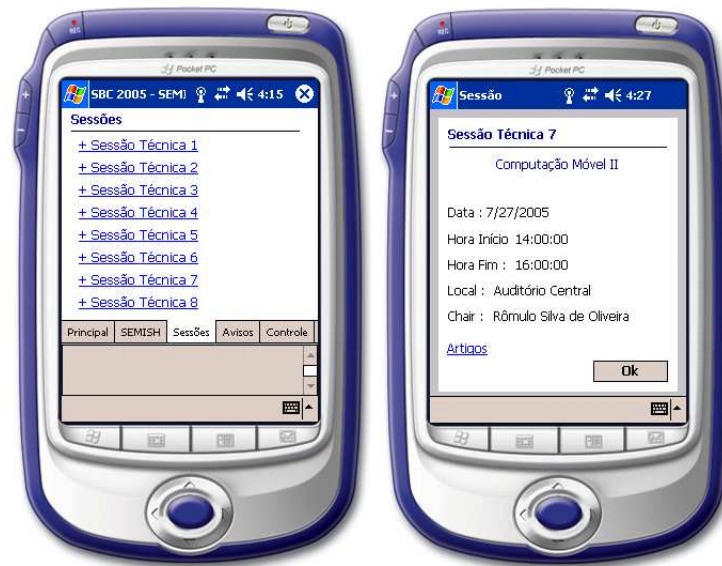 REC
Pocket PC
SBC 2005 - SEMI 4:15
Sessões
+ Sessão Técnica 1
+ Sessão Técnica 2
+ Sessão Técnica 3
+ Sessão Técnica 4
+ Sessão Técnica 5
+ Sessão Técnica 6
+ Sessão Técnica 7
+ Sessão Técnica 8
Principal SEMISH Sessões Avisos Controle
REC
Pocket PC
Sessão 4:27
Sessão Técnica 7
Computação Móvel II
Data : 7/27/2005
Hora Início 14:00:00
Hora Fim : 16:00:00
Local : Auditório Central
Chair : Rômulo Silva de Oliveira
Artigos
Ok